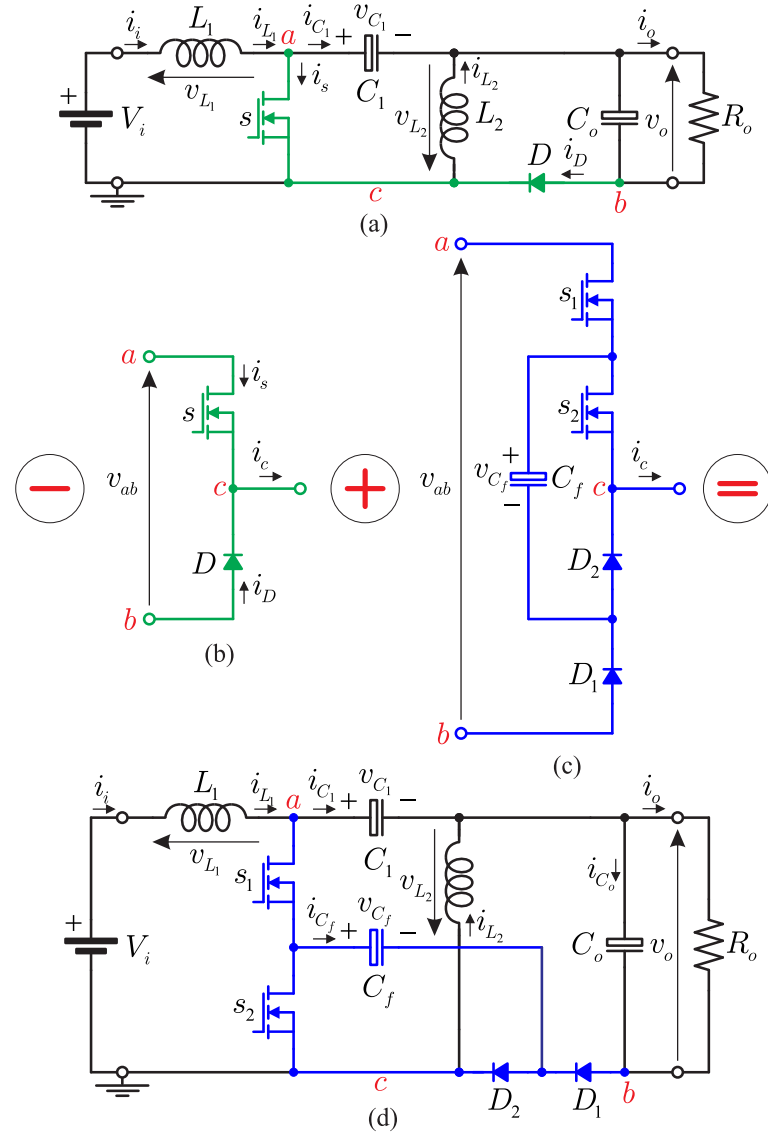 i_i L_1 i_{L_1} a i_{C_1} + v_{C_1} − i_o
v_{L_1} i_s C_1 i_{L_2}
+ V_i s v_{L_2} L_2 C_o v_o R_o
D i_D
c b
(a)
a
s_1
a i_s
s s_2
v_{ab} i_c v_{ab} + v_{C_f} − C_f i_c
− c + c =
D D_2
i_D
b
(b)
D_1
b
(c)
i_i L_1 i_{L_1} a i_{C_1} + v_{C_1} − i_o
v_{L_1} C_1
s_1 v_{L_2} i_{C_o}
i_{C_f} + v_{C_f} − i_{L_2}
+ V_i C_f C_o v_o R_o
s_2
c D_2 D_1 b
(d)